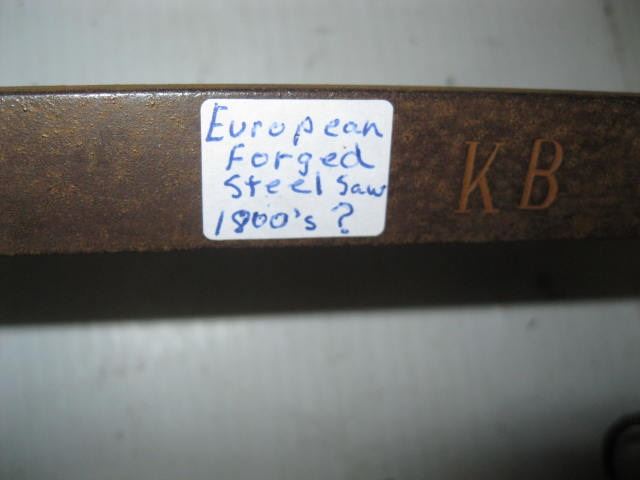 European
Forged
Steel Saw
1800's ?
KB